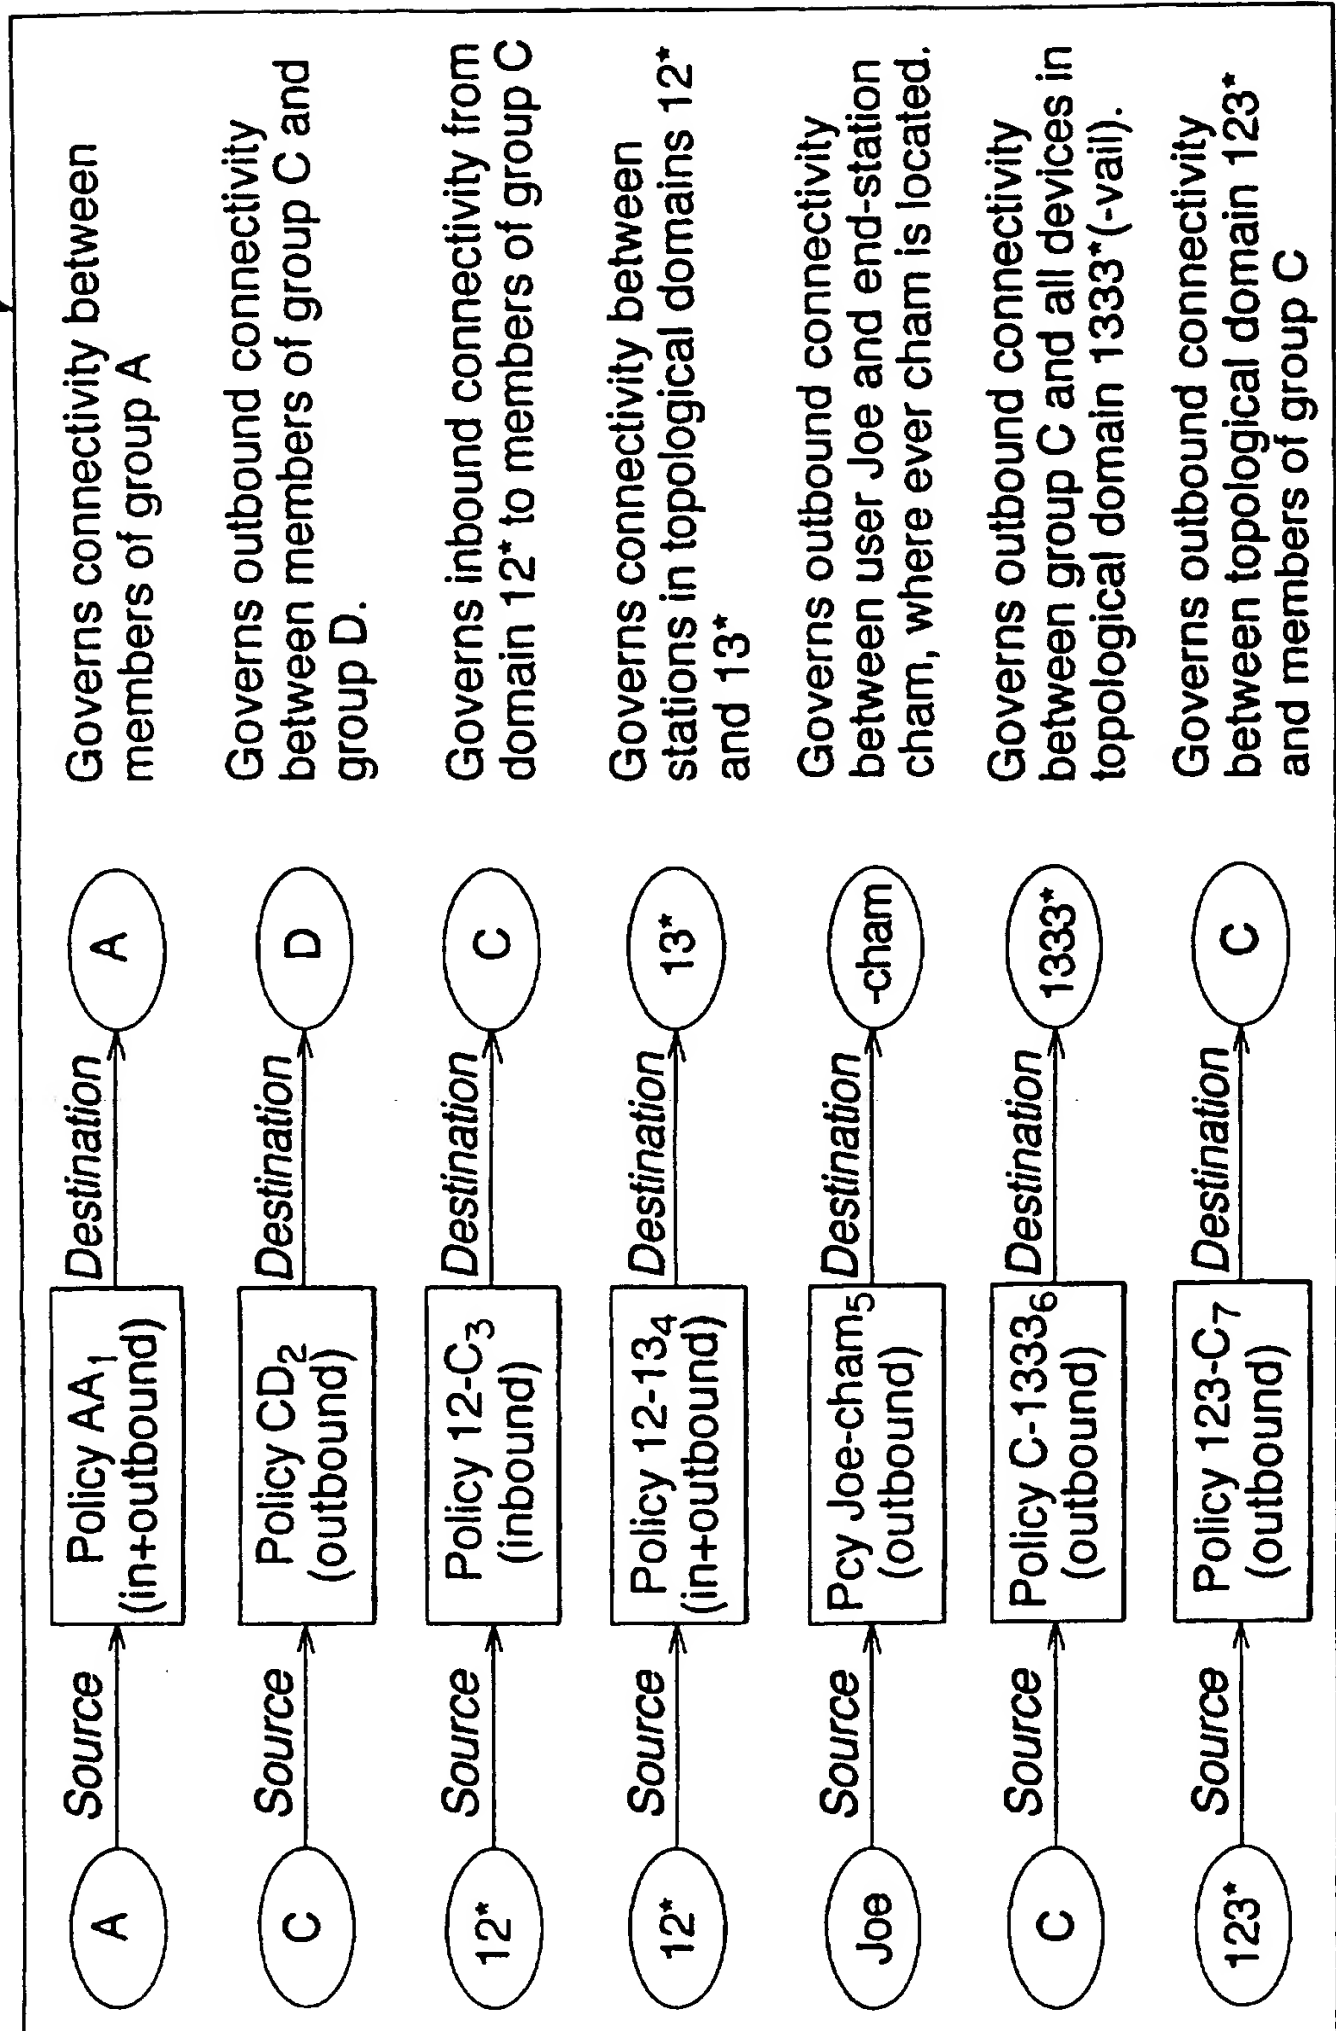 A Source Policy AA₁ Destination A Governs connectivity between
(in+outbound) members of group A
C Source Policy CD₂ Destination D Governs outbound connectivity
(outbound) between members of group C and
group D.
12* Source Policy 12-C₃ Destination C Governs inbound connectivity from
(inbound) domain 12* to members of group C
12* Source Policy 12-13₄ Destination 13* Governs connectivity between
(in+outbound) stations in topological domains 12*
and 13*
Joe Source Pcy Joe-cham₅ Destination -cham Governs outbound connectivity
(outbound) between user Joe and end-station
cham, where ever cham is located.
C Source Policy C-1333₆ Destination 1333* Governs outbound connectivity
(outbound) between group C and all devices in
topological domain 1333*(-vail).
123* Source Policy 123-C₇ Destination C Governs outbound connectivity
(outbound) between topological domain 123*
and members of group C